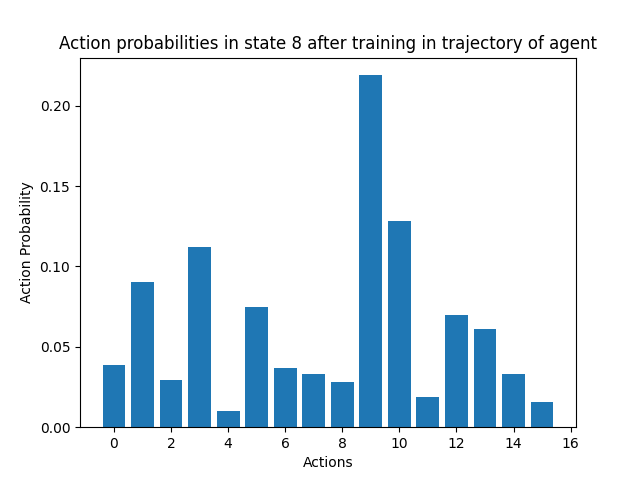 Action probabilities in state 8 after training in trajectory of agent
0.20
0.15
0.10
0.05
0.00
Action Probability
0 2 4 6 8 10 12 14 16
Actions